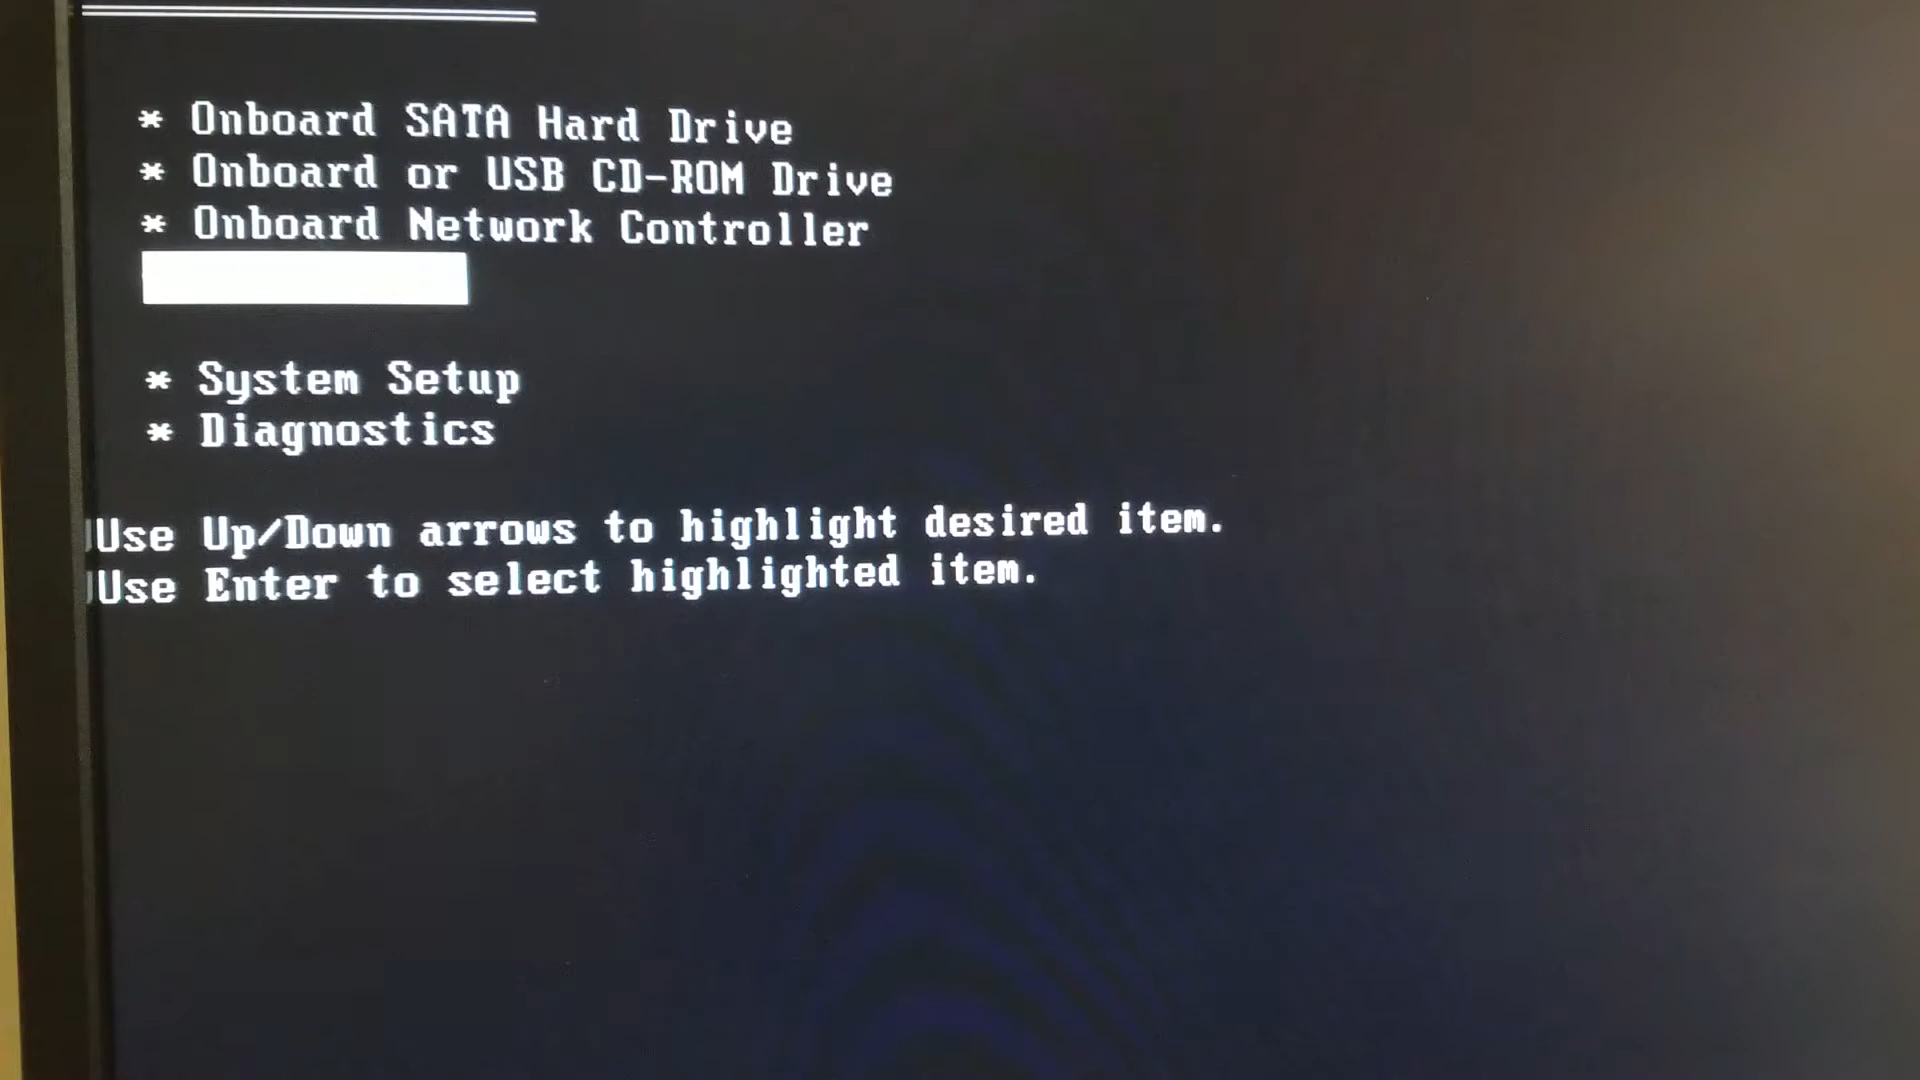 * Onboard SATA Hard Drive
* Onboard or USB CD-ROM Drive
* Onboard Network Controller
* System Setup
* Diagnostics
Use Up/Down arrows to highlight desired item.
Use Enter to select highlighted item.